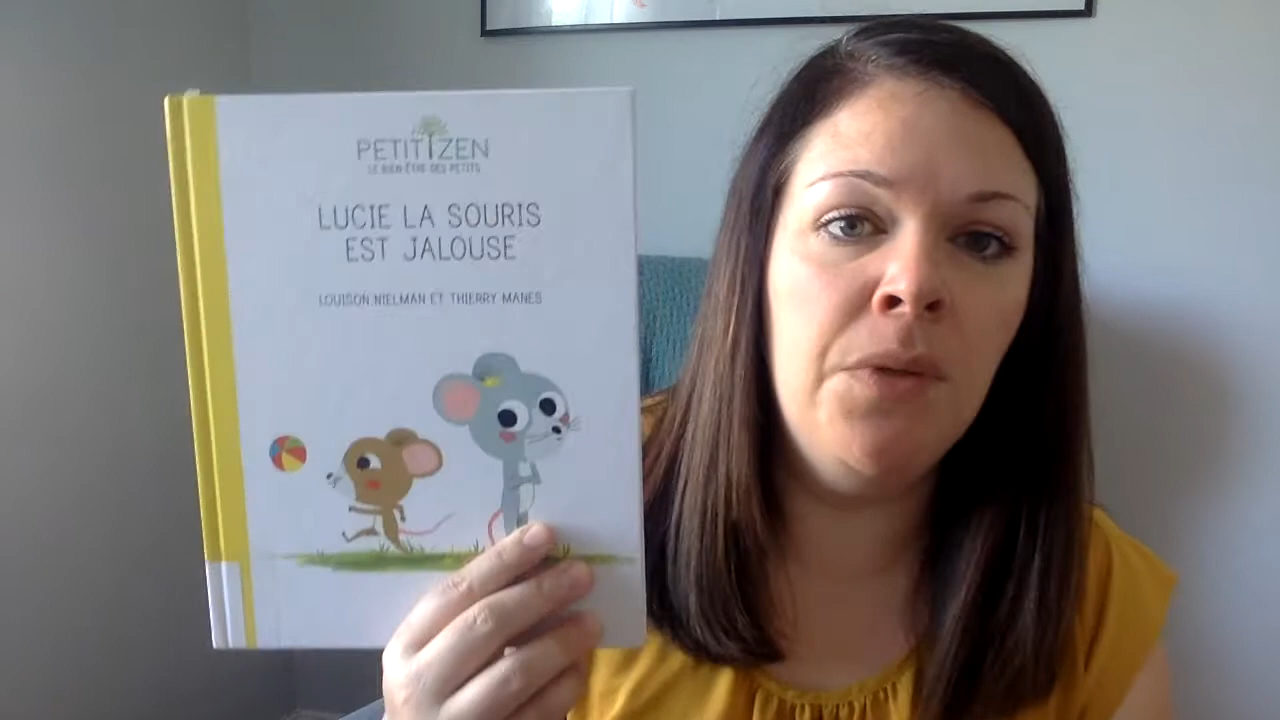 PETITZEN
LE BIEN-ÊTRE DES PETITS
LUCIE LA SOURIS
EST JALOUSE
LOUISON NIELMAN ET THIERRY MANES